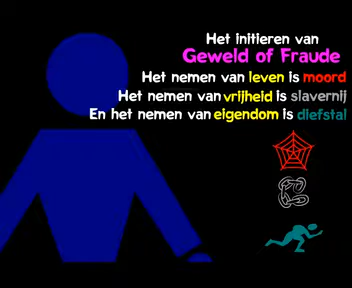 Het initieren van
Geweld of Fraude
Het nemen van leven is moord
Het nemen van vrijheid is slavernij
En het nemen van eigendom is diefstal